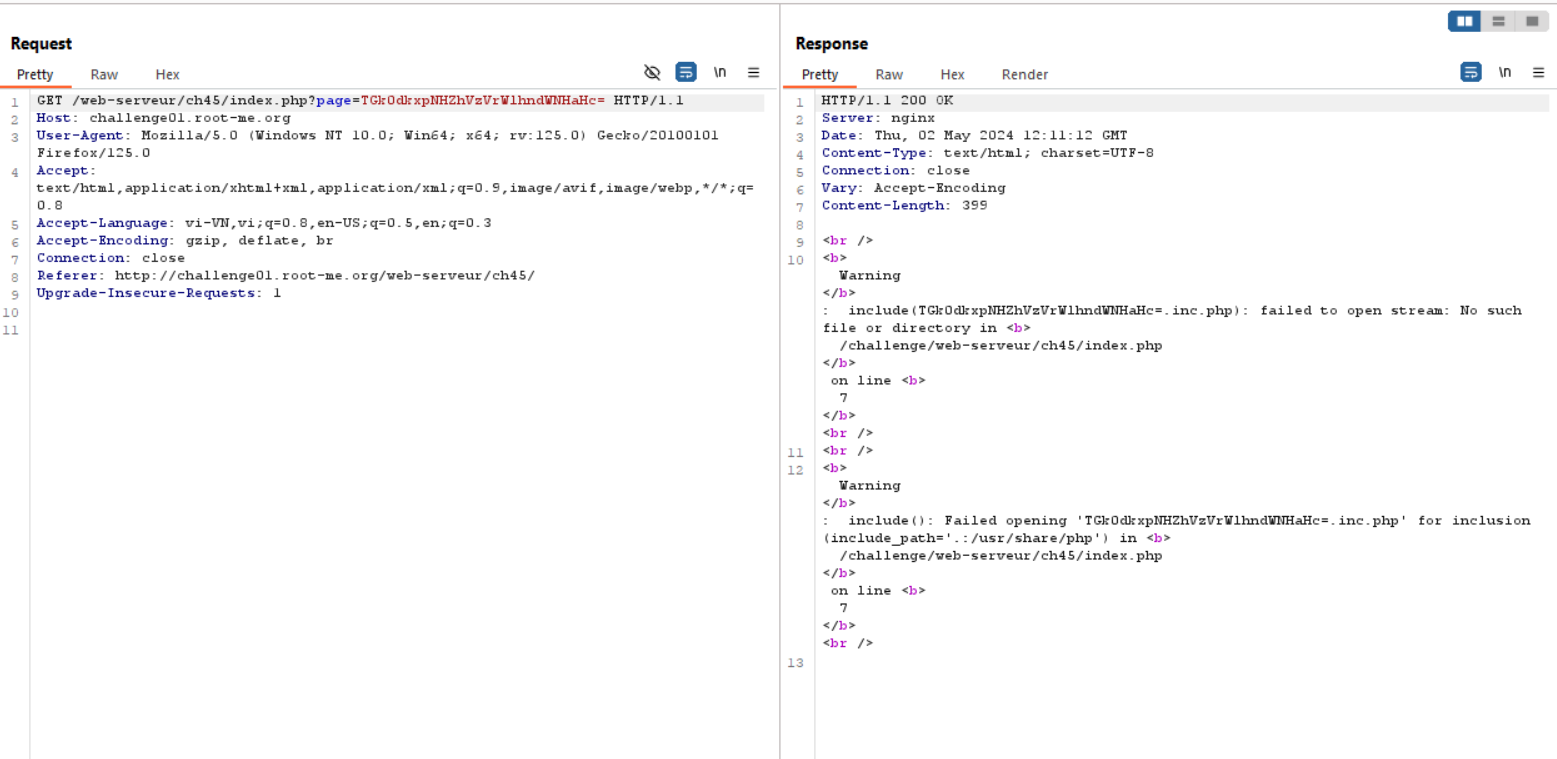 Request
Pretty Raw Hex \n
1 GET /web-serveur/ch45/index.php?page=TGk0dkxpNHZhVzVrWlhndWNHaHc= HTTP/1.1
2 Host: challenge01.root-me.org
3 User-Agent: Mozilla/5.0 (Windows NT 10.0; Win64; x64; rv:125.0) Gecko/20100101
Firefox/125.0
4 Accept:
text/html,application/xhtml+xml,application/xml;q=0.9,image/avif,image/webp,*/*;q=
0.8
5 Accept-Language: vi-VN,vi;q=0.8,en-US;q=0.5,en;q=0.3
6 Accept-Encoding: gzip, deflate, br
7 Connection: close
8 Referer: http://challenge01.root-me.org/web-serveur/ch45/
9 Upgrade-Insecure-Requests: 1
10
11
Response
Pretty Raw Hex Render \n
1 HTTP/1.1 200 OK
2 Server: nginx
3 Date: Thu, 02 May 2024 12:11:12 GMT
4 Content-Type: text/html; charset=UTF-8
5 Connection: close
6 Vary: Accept-Encoding
7 Content-Length: 399
8
9 <br />
10 <b>
Warning
</b>
: include(TGk0dkxpNHZhVzVrWlhndWNHaHc=.inc.php): failed to open stream: No such
file or directory in <b>
/challenge/web-serveur/ch45/index.php
</b>
on line <b>
7
</b>
<br />
11 <br />
12 <b>
Warning
</b>
: include(): Failed opening 'TGk0dkxpNHZhVzVrWlhndWNHaHc=.inc.php' for inclusion
(include_path='.:/usr/share/php') in <b>
/challenge/web-serveur/ch45/index.php
</b>
on line <b>
7
</b>
<br />
13